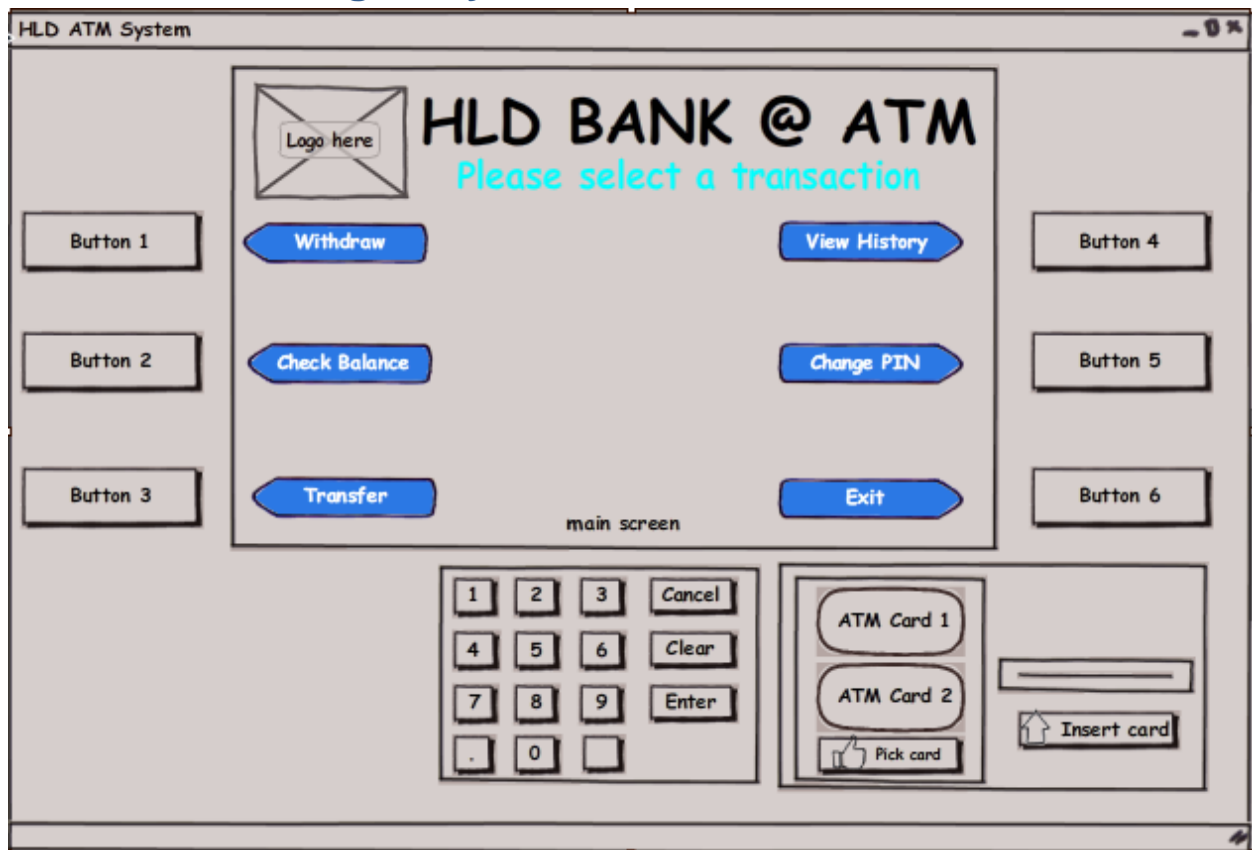 HLD ATM System
Logo here
HLD BANK @ ATM
Please select a transaction
Button 1
Withdraw
View History
Button 4
Button 2
Check Balance
Change PIN
Button 5
Button 3
Transfer
Exit
Button 6
main screen
1 2 3 Cancel
4 5 6 Clear
7 8 9 Enter
. 0
ATM Card 1
ATM Card 2
Pick card
Insert card